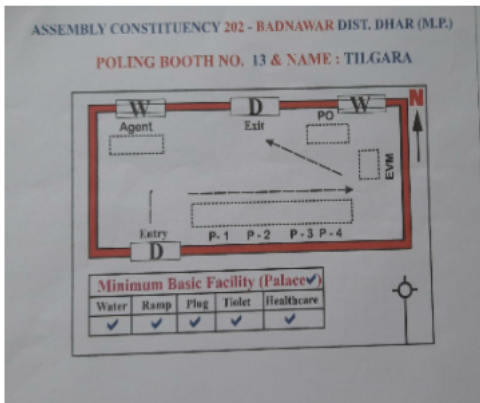 ASSEMBLY CONSTITUENCY 202 - BADNAWAR DIST. DHAR (M.P.)
POLING BOOTH NO. 13 & NAME : TILGARA
W D W N
Agent Exit PO
EVM
Entry P-1 P-2 P-3 P-4
D
Minimum Basic Facility (Palace✔)
Water Ramp Plug Tiolet Healthcare
✔ ✔ ✔ ✔ ✔